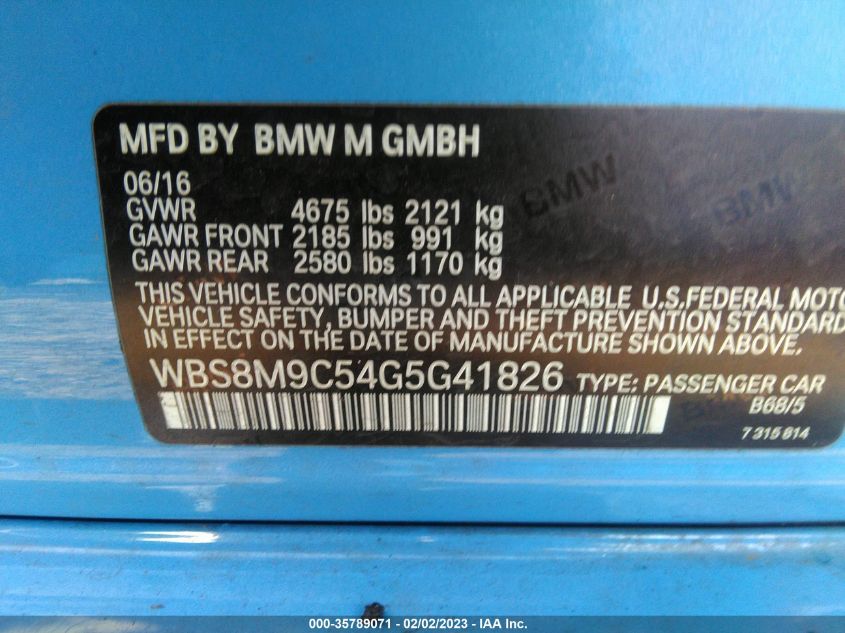 MFD BY BMW M GMBH
06/16
GVWR 4675 lbs 2121 kg
GAWR FRONT 2185 lbs 991 kg
GAWR REAR 2580 lbs 1170 kg
THIS VEHICLE CONFORMS TO ALL APPLICABLE U.S.FEDERAL MOTO
VEHICLE SAFETY, BUMPER AND THEFT PREVENTION STANDARD
IN EFFECT ON THE DATE OF MANUFACTURE SHOWN ABOVE.
WBS8M9C54G5G41826 TYPE: PASSENGER CAR
B68/5
7315814
BMW
BMW
000-35789071 - 02/02/2023 - IAA Inc.